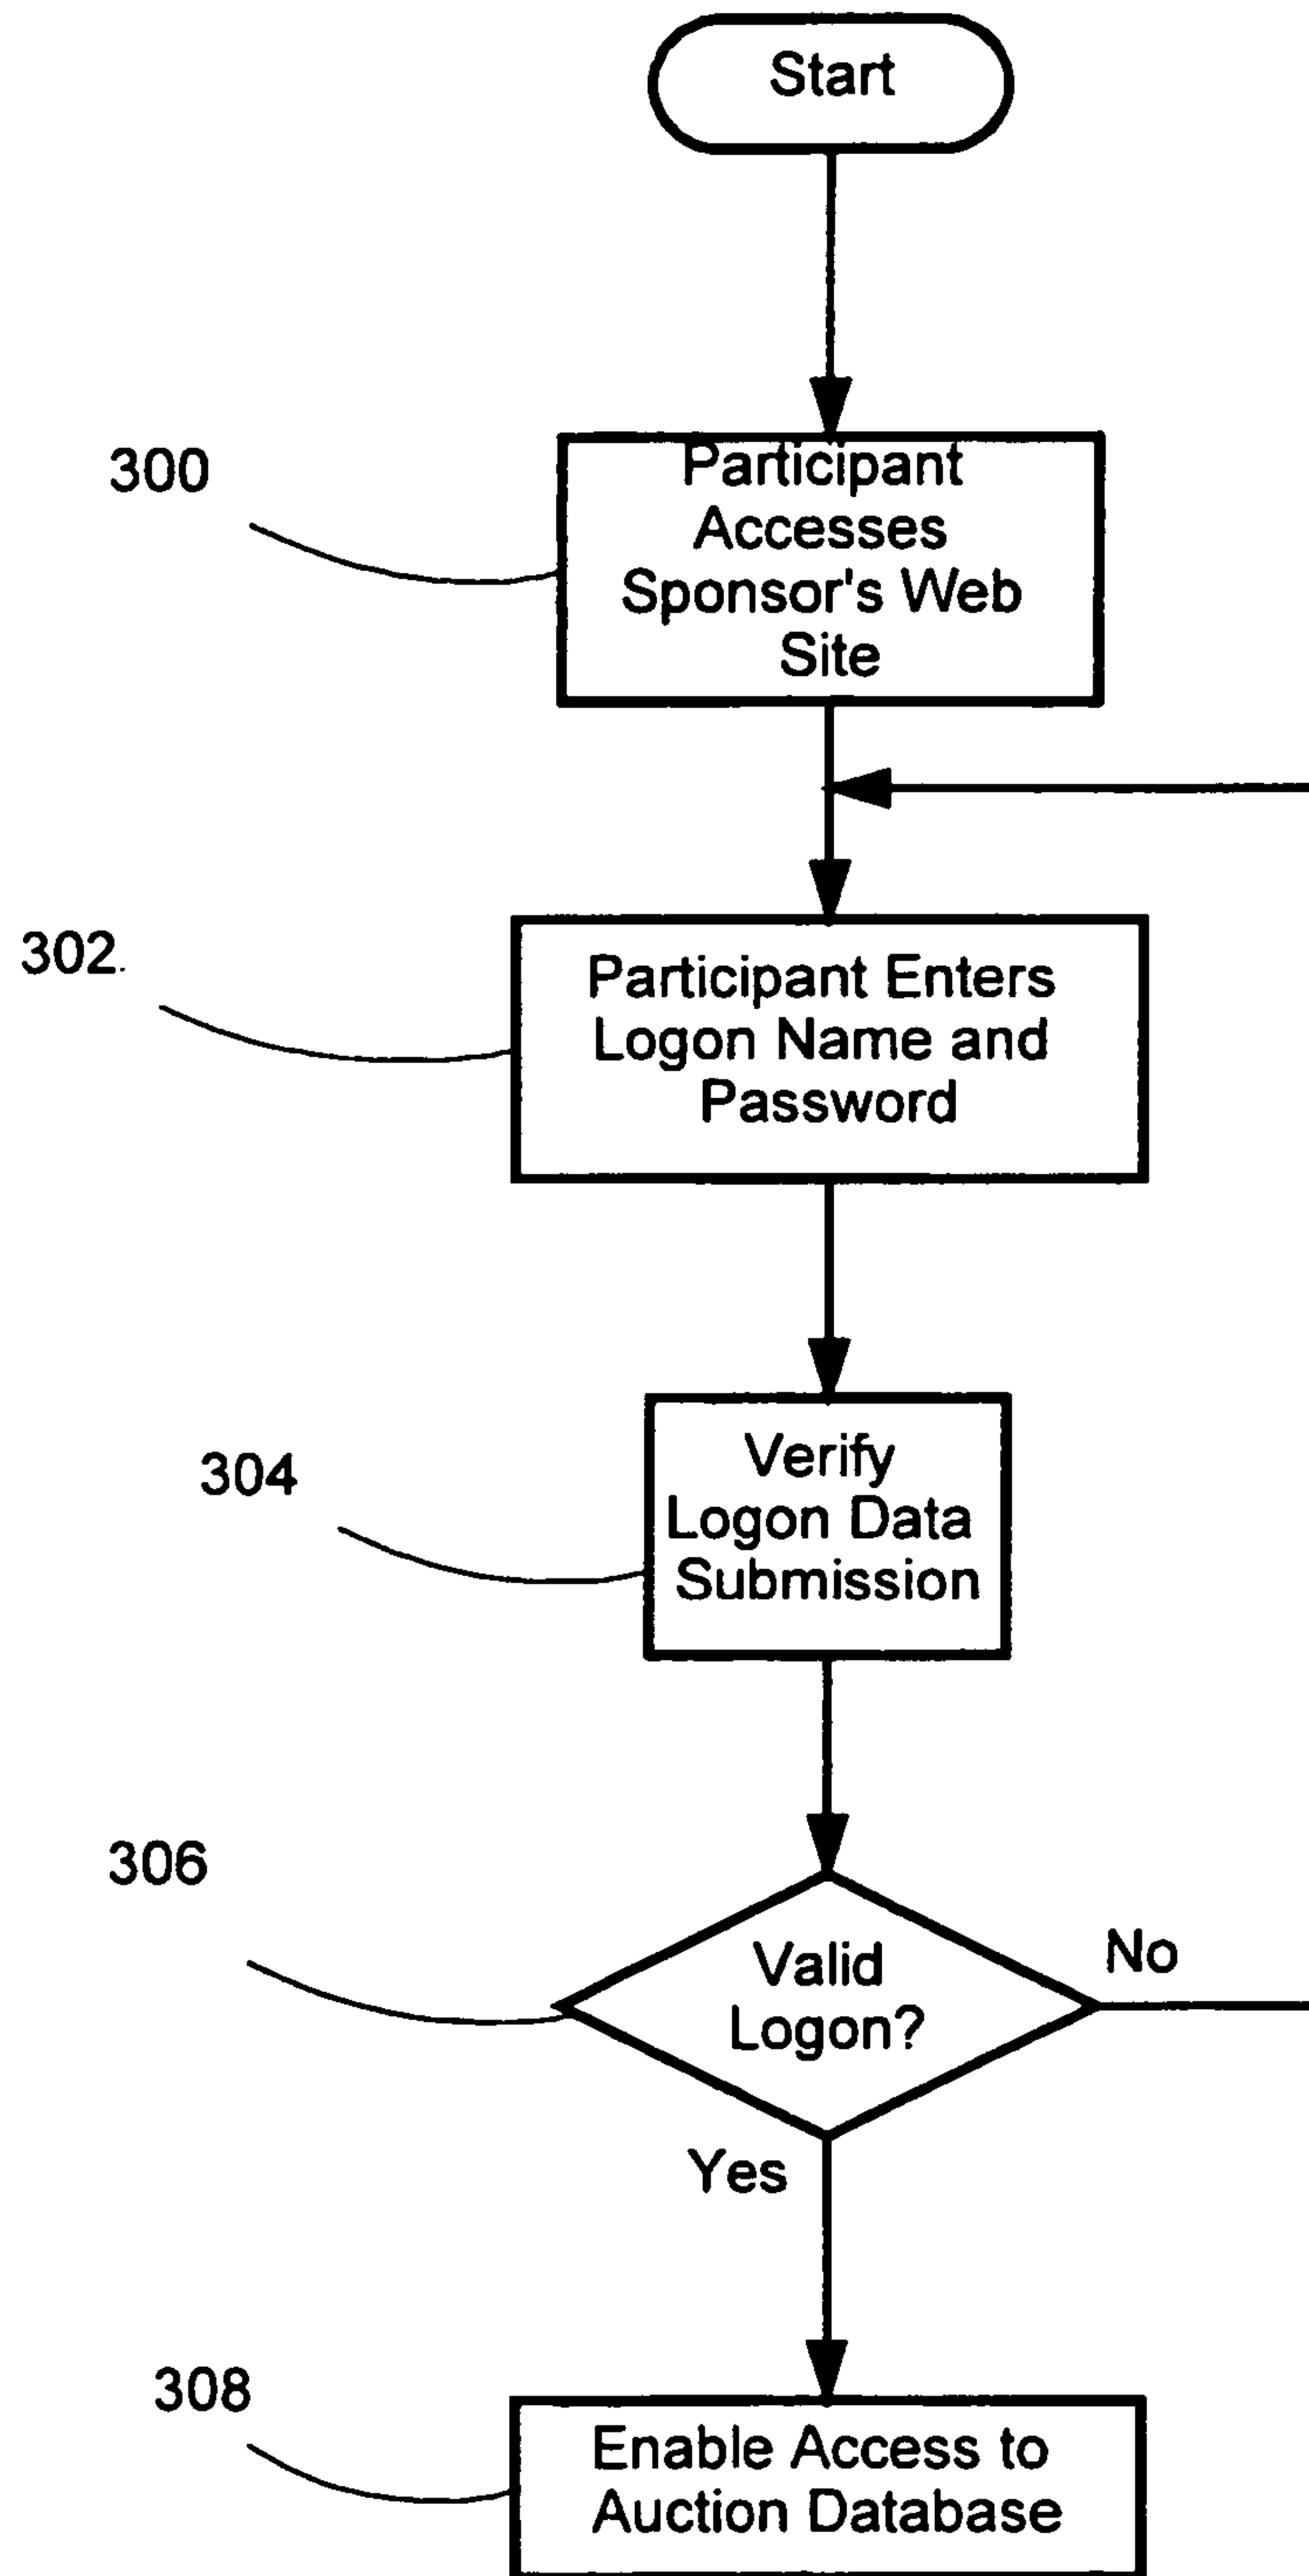 Start
300
Participant
Accesses
Sponsor's Web
Site
302.
Participant Enters
Logon Name and
Password
304
Verify
Logon Data
Submission
306
Valid
Logon?
No
Yes
308
Enable Access to
Auction Database